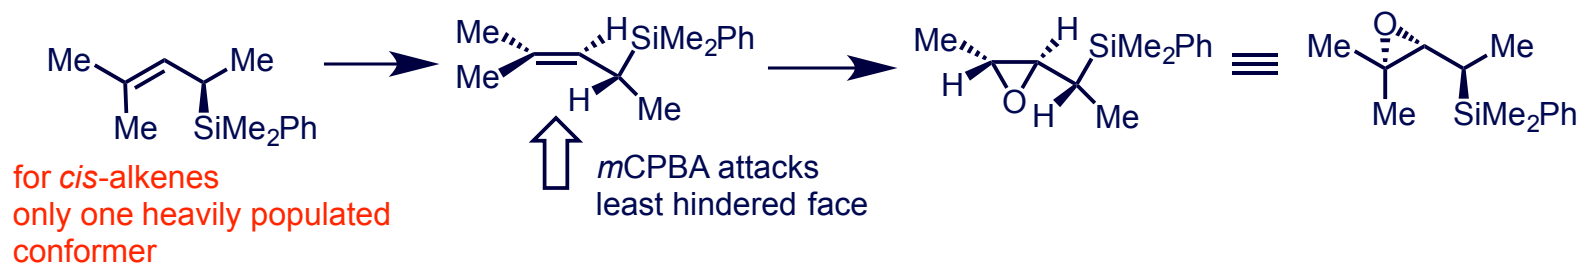 Me
Me
Me
SiMe2Ph
for cis-alkenes
only one heavily populated
conformer
Me
Me
H
SiMe2Ph
H
Me
mCPBA attacks
least hindered face
Me
H
H
SiMe2Ph
O
H
Me
O
Me
Me
Me
SiMe2Ph